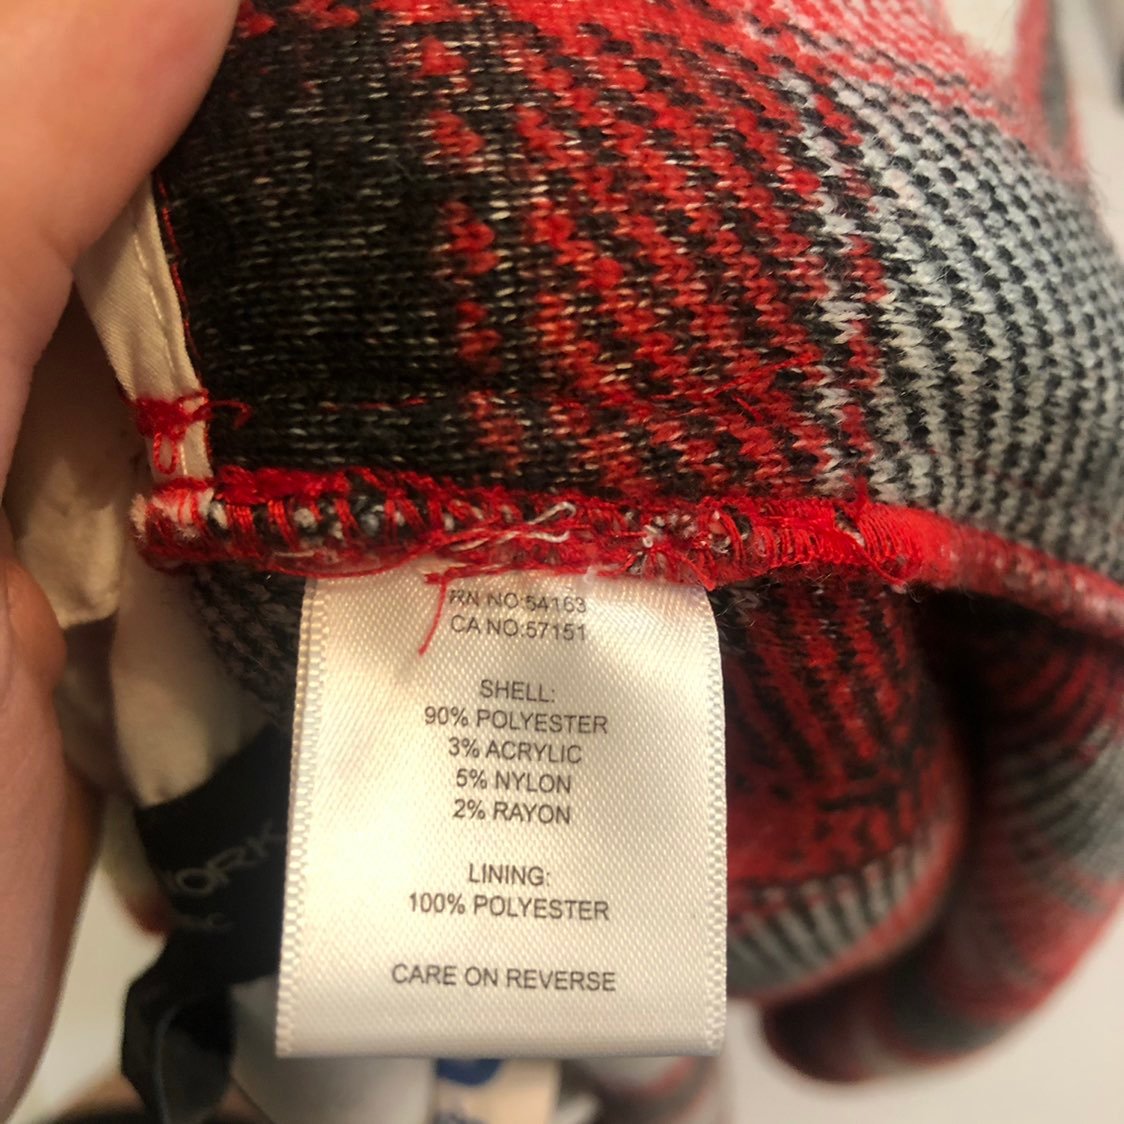 RN NO:54163
CA NO:57151
SHELL:
90% POLYESTER
3% ACRYLIC
5% NYLON
2% RAYON
LINING:
100% POLYESTER
CARE ON REVERSE